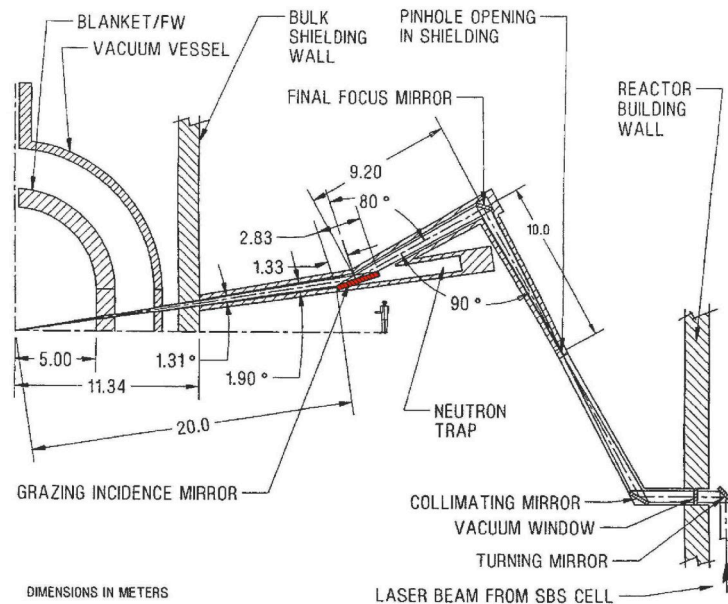 BLANKET/FW
VACUUM VESSEL
BULK
SHIELDING
WALL
PINHOLE OPENING
IN SHIELDING
FINAL FOCUS MIRROR
REACTOR
BUILDING
WALL
9.20
80°
2.83
1.33
10.0
90°
5.00
1.31°
11.34
1.90°
20.0
NEUTRON
TRAP
GRAZING INCIDENCE MIRROR
COLLIMATING MIRROR
VACUUM WINDOW
TURNING MIRROR
DIMENSIONS IN METERS
LASER BEAM FROM SBS CELL